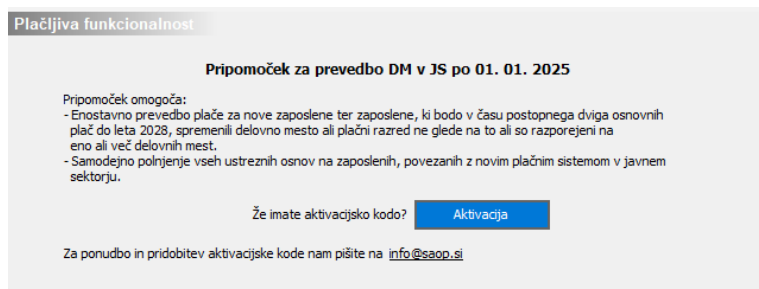 Plačljiva funkcionalnost
Pripomoček za prevedbo DM v JS po 01. 01. 2025
Pripomoček omogoča:
- Enostavno prevedbo plače za nove zaposlene ter zaposlene, ki bodo v času postopnega dviga osnovnih
plač do leta 2028, spremenili delovno mesto ali plačni razred ne glede na to ali so razporejeni na
eno ali več delovnih mest.
- Samodejno polnjenje vseh ustreznih osnov na zaposlenih, povezanih z novim plačnim sistemom v javnem
sektorju.
Že imate aktivacijsko kodo? Aktivacija
Za ponudbo in pridobitev aktivacijske kode nam pišite na info@saop.si